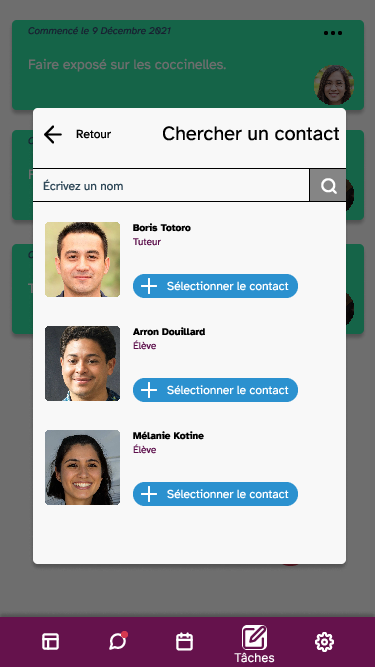 Commencé le 9 Décembre 2021
Faire exposé sur les coccinelles.
Retour
Chercher un contact
Écrivez un nom
Boris Totoro
Tuteur
Sélectionner le contact
Arron Douillard
Élève
Sélectionner le contact
Mélanie Kotine
Élève
Sélectionner le contact
Tâches